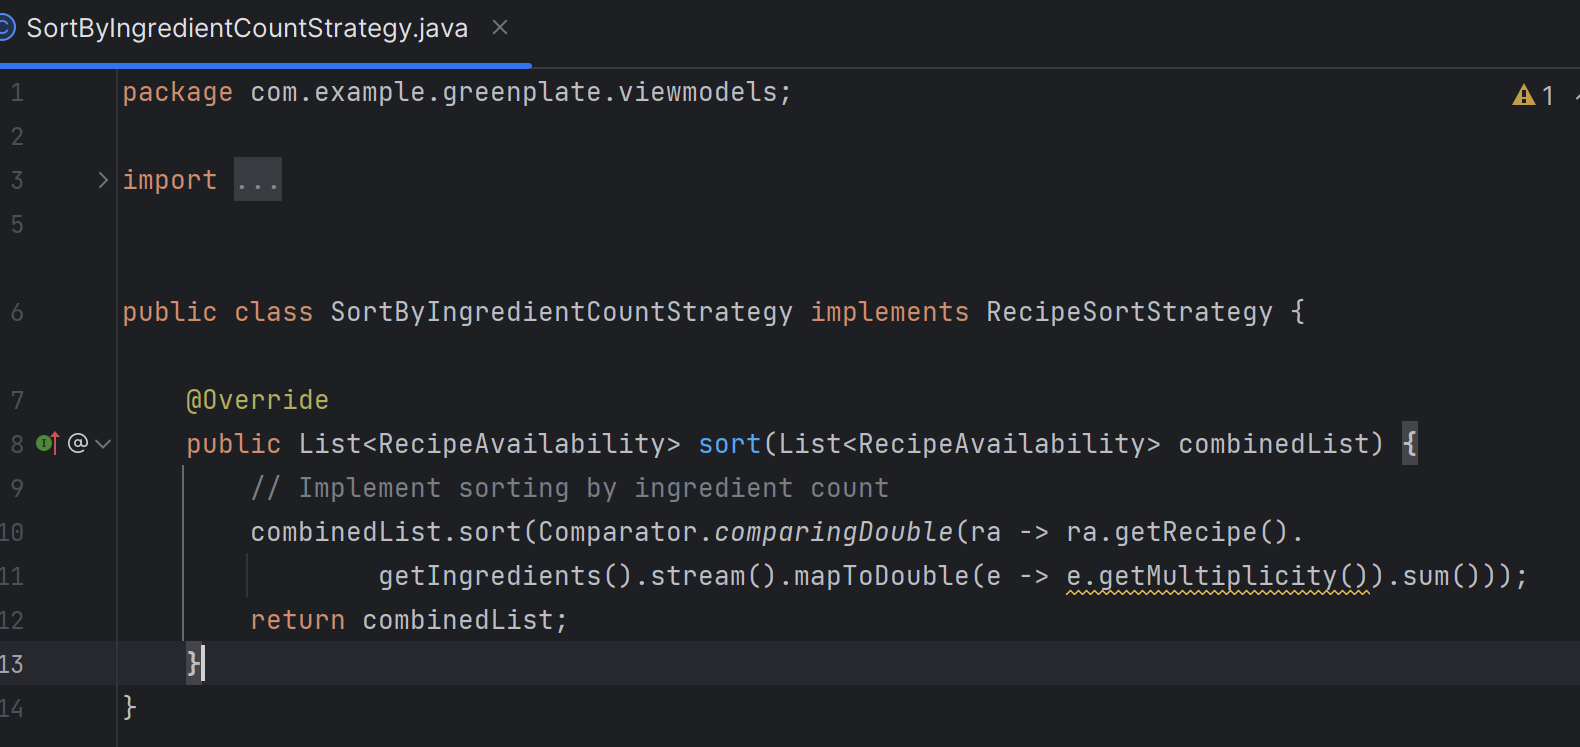 SortByIngredientCountStrategy.java
1 package com.example.greenplate.viewmodels;
1
2
3 import ...
5
6 public class SortByIngredientCountStrategy implements RecipeSortStrategy {
7 @Override
8 public List<RecipeAvailability> sort(List<RecipeAvailability> combinedList) {
9 // Implement sorting by ingredient count
10 combinedList.sort(Comparator.comparingDouble(ra -> ra.getRecipe().
11 getIngredients().stream().mapToDouble(e -> e.getMultiplicity()).sum()));
12 return combinedList;
13 }
14 }